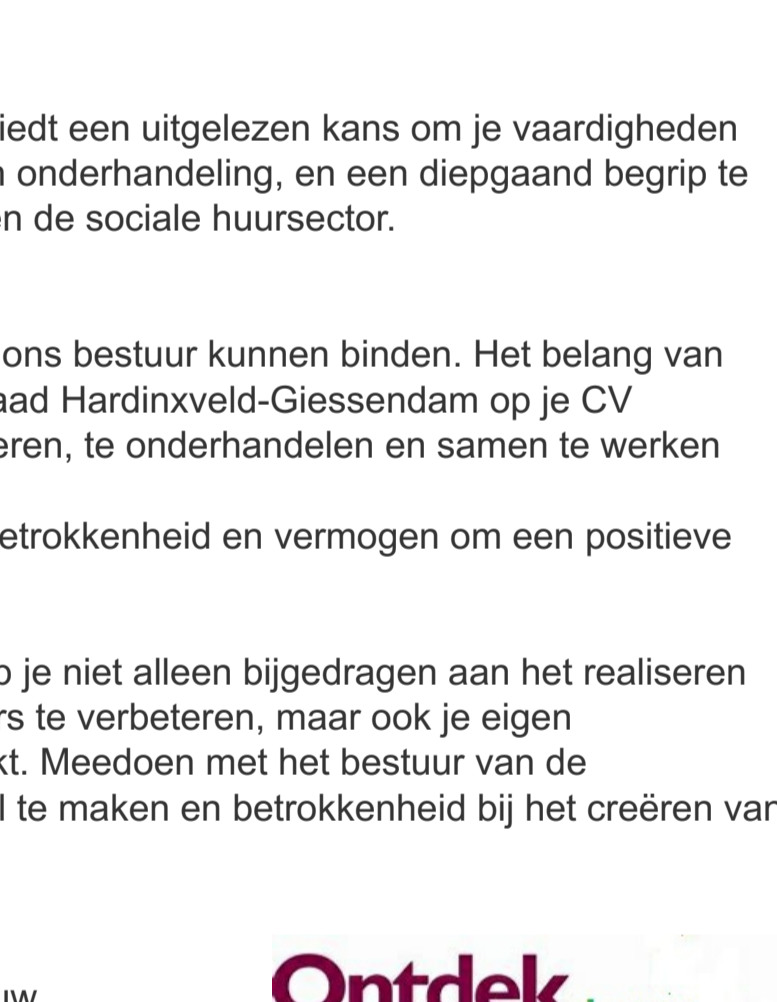 iedt een uitgelezen kans om je vaardigheden
onderhandeling, en een diepgaand begrip te
en de sociale huursector.
ons bestuur kunnen binden. Het belang van
aad Hardinxveld-Giessendam op je CV
eren, te onderhandelen en samen te werken
etrokkenheid en vermogen om een positieve
je niet alleen bijgedragen aan het realiseren
rs te verbeteren, maar ook je eigen
kt. Meedoen met het bestuur van de
l te maken en betrokkenheid bij het creëren van
Ontdek
uw